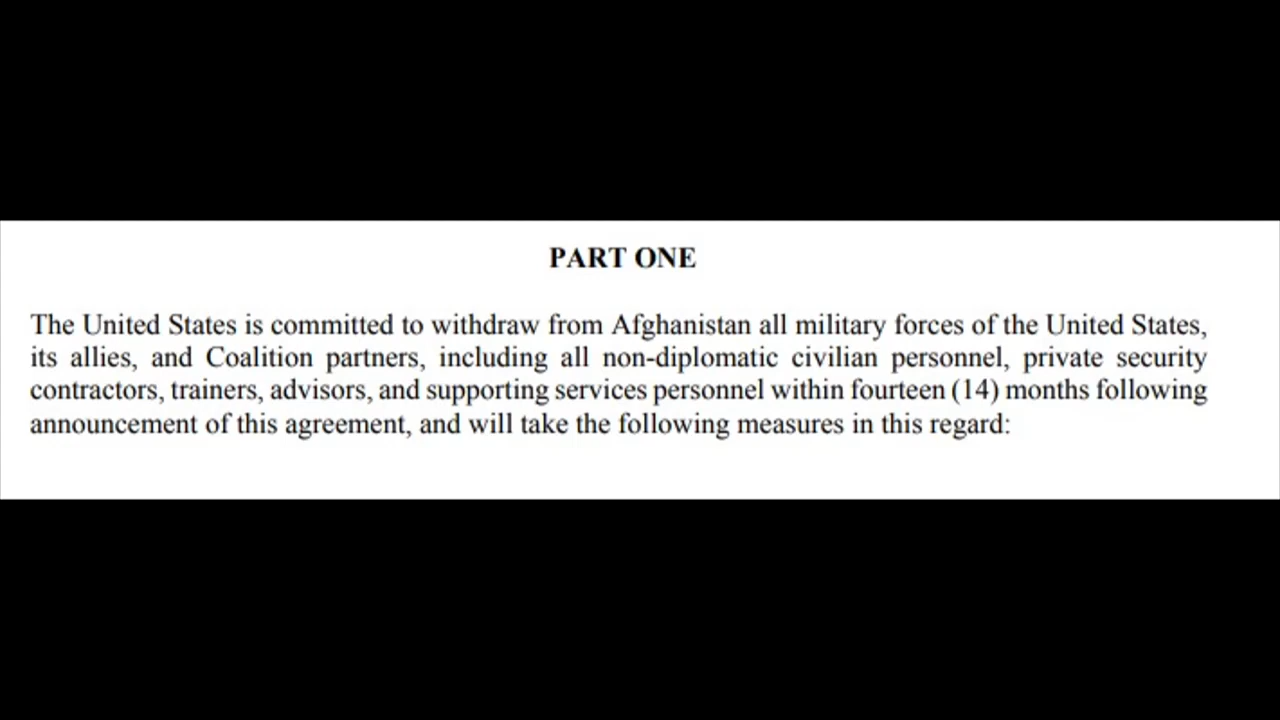 PART ONE
The United States is committed to withdraw from Afghanistan all military forces of the United States,
its allies, and Coalition partners, including all non-diplomatic civilian personnel, private security
contractors, trainers, advisors, and supporting services personnel within fourteen (14) months following
announcement of this agreement, and will take the following measures in this regard: